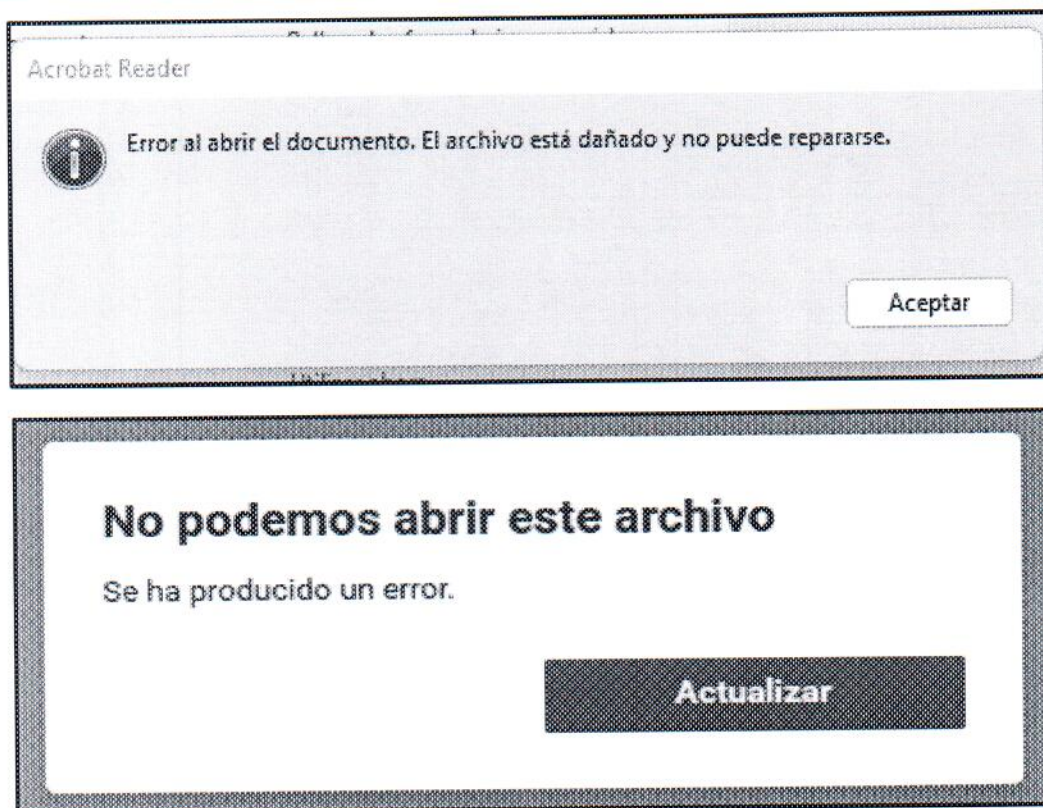 Acrobat Reader
Error al abrir el documento. El archivo está dañado y no puede repararse.
Aceptar
No podemos abrir este archivo
Se ha producido un error.
Actualizar